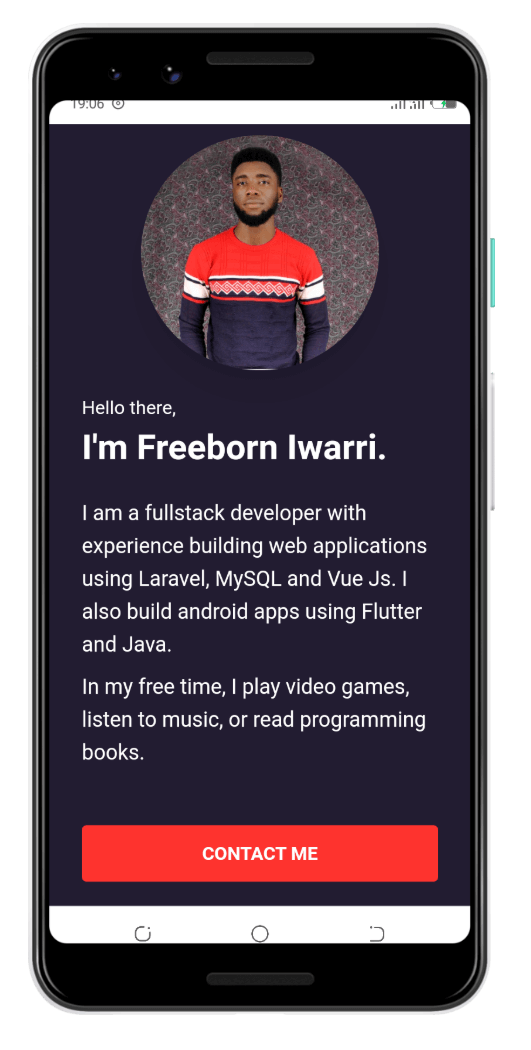 19:06
Hello there,
I'm Freeborn Iwarri.
I am a fullstack developer with
experience building web applications
using Laravel, MySQL and Vue Js. I
also build android apps using Flutter
and Java.
In my free time, I play video games,
listen to music, or read programming
books.
CONTACT ME